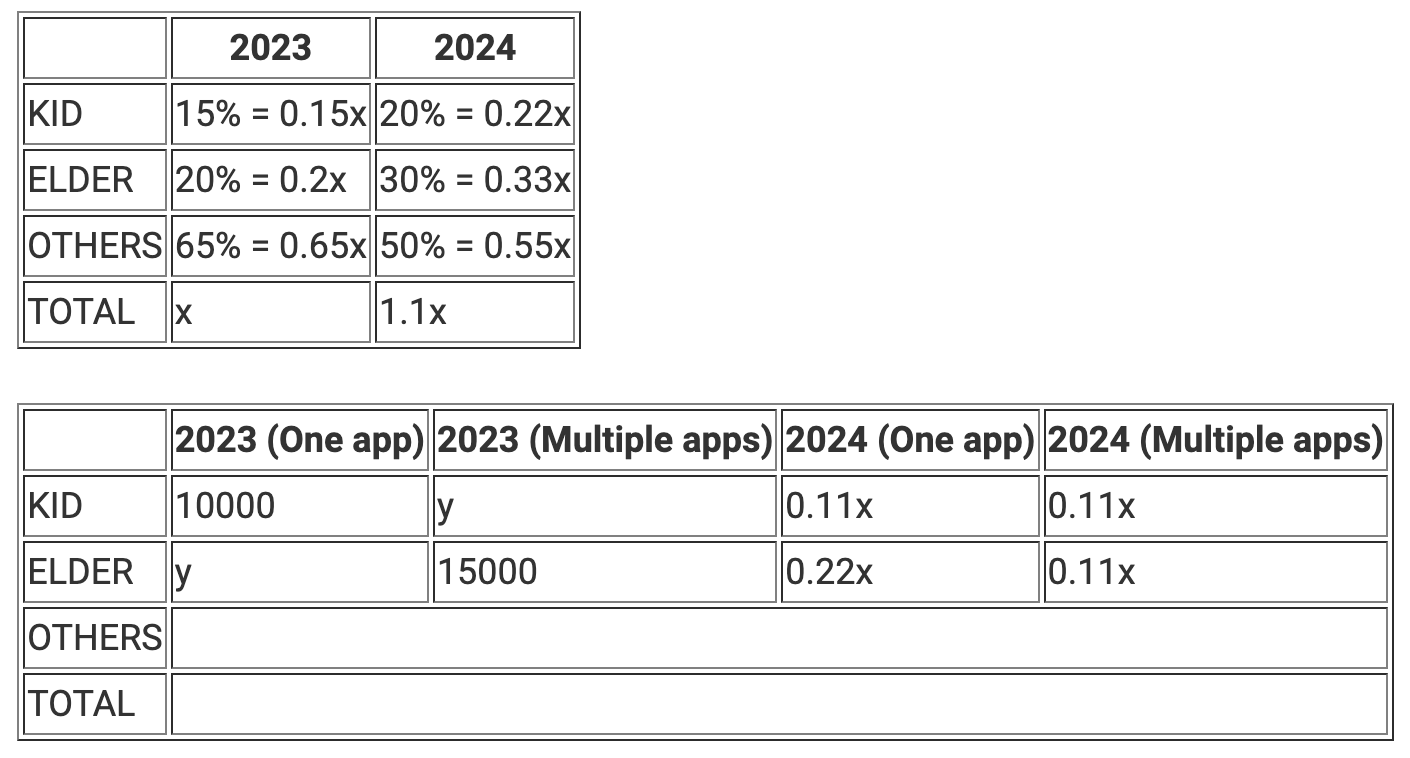 2023 2024
KID 15% = 0.15x 20% = 0.22x
ELDER 20% = 0.2x 30% = 0.33x
OTHERS 65% = 0.65x 50% = 0.55x
TOTAL x 1.1x
2023 (One app) 2023 (Multiple apps) 2024 (One app) 2024 (Multiple apps)
KID 10000 y 0.11x 0.11x
ELDER y 15000 0.22x 0.11x
OTHERS
TOTAL